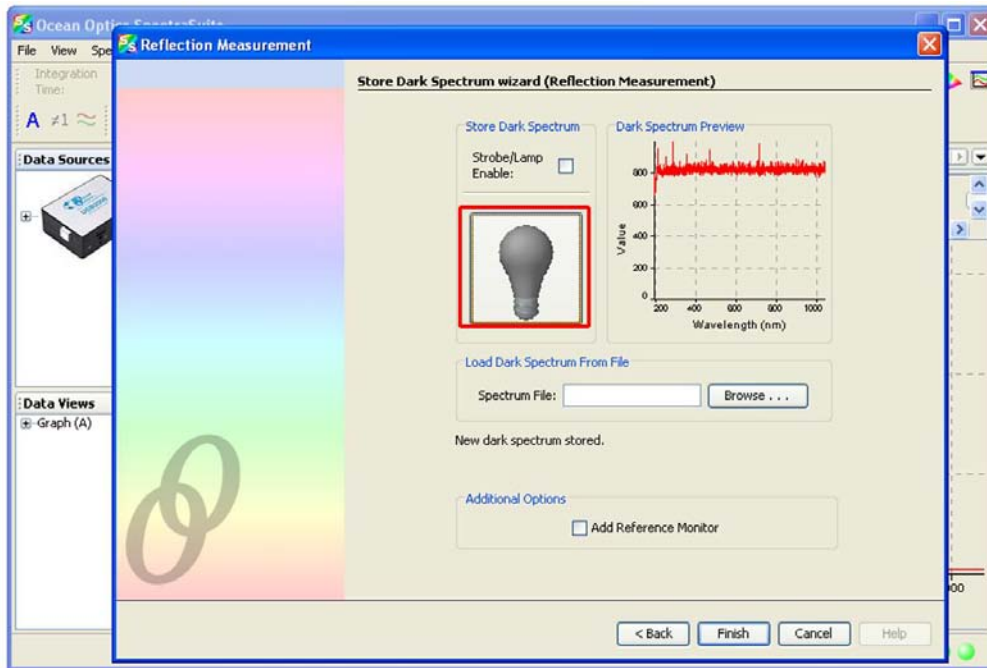 Ocean Optics SpectraSuite
File View Spe
Integration
Time:
A ≠1
Data Sources
Data Views
Graph (A)
Reflection Measurement
Store Dark Spectrum wizard (Reflection Measurement)
Store Dark Spectrum
Strobe/Lamp
Enable:
Dark Spectrum Preview
Value
800
600
400
200
0
200 400 600 800 1000
Wavelength (nm)
Load Dark Spectrum From File
Spectrum File:
Browse . . .
New dark spectrum stored.
Additional Options
Add Reference Monitor
< Back Finish Cancel Help